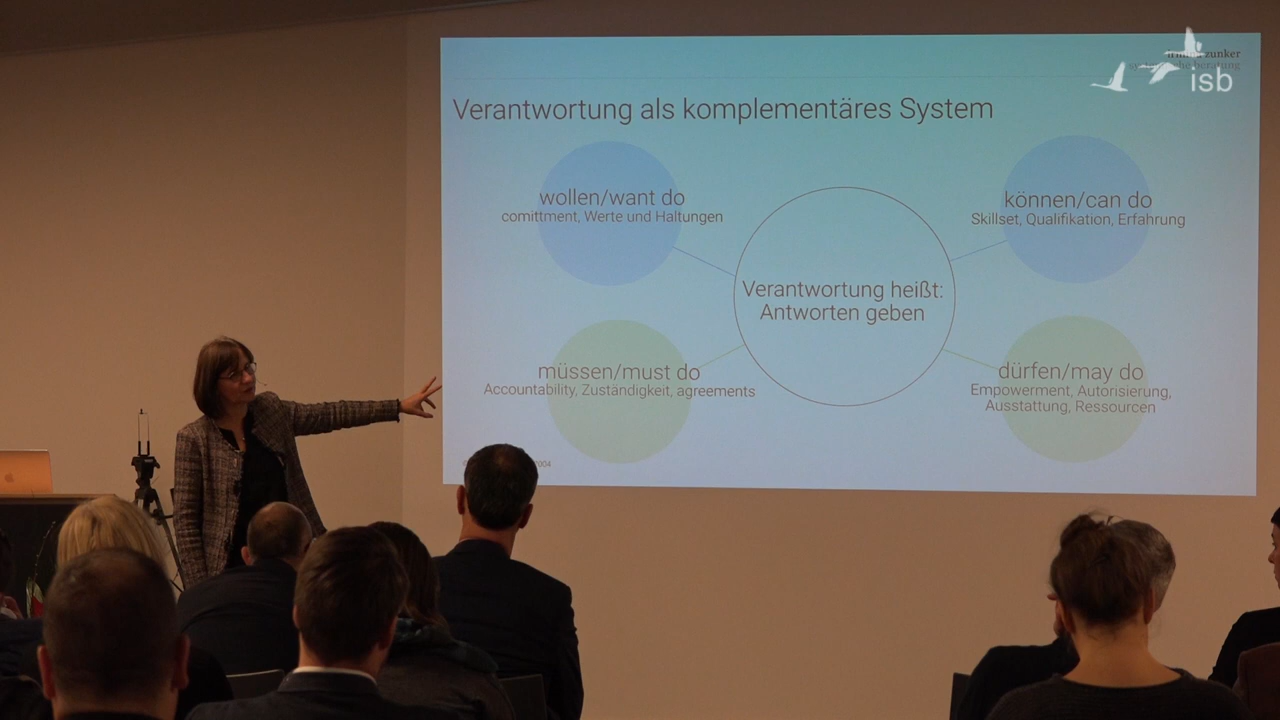 zunker
isb
Verantwortung als komplementäres System
wollen/want do
comittment, Werte und Haltungen
können/can do
Skillset, Qualifikation, Erfahrung
Verantwortung heißt:
Antworten geben
müssen/must do
Accountability, Zuständigkeit, agreements
dürfen/may do
Empowerment, Autorisierung,
Ausstattung, Ressourcen
2004